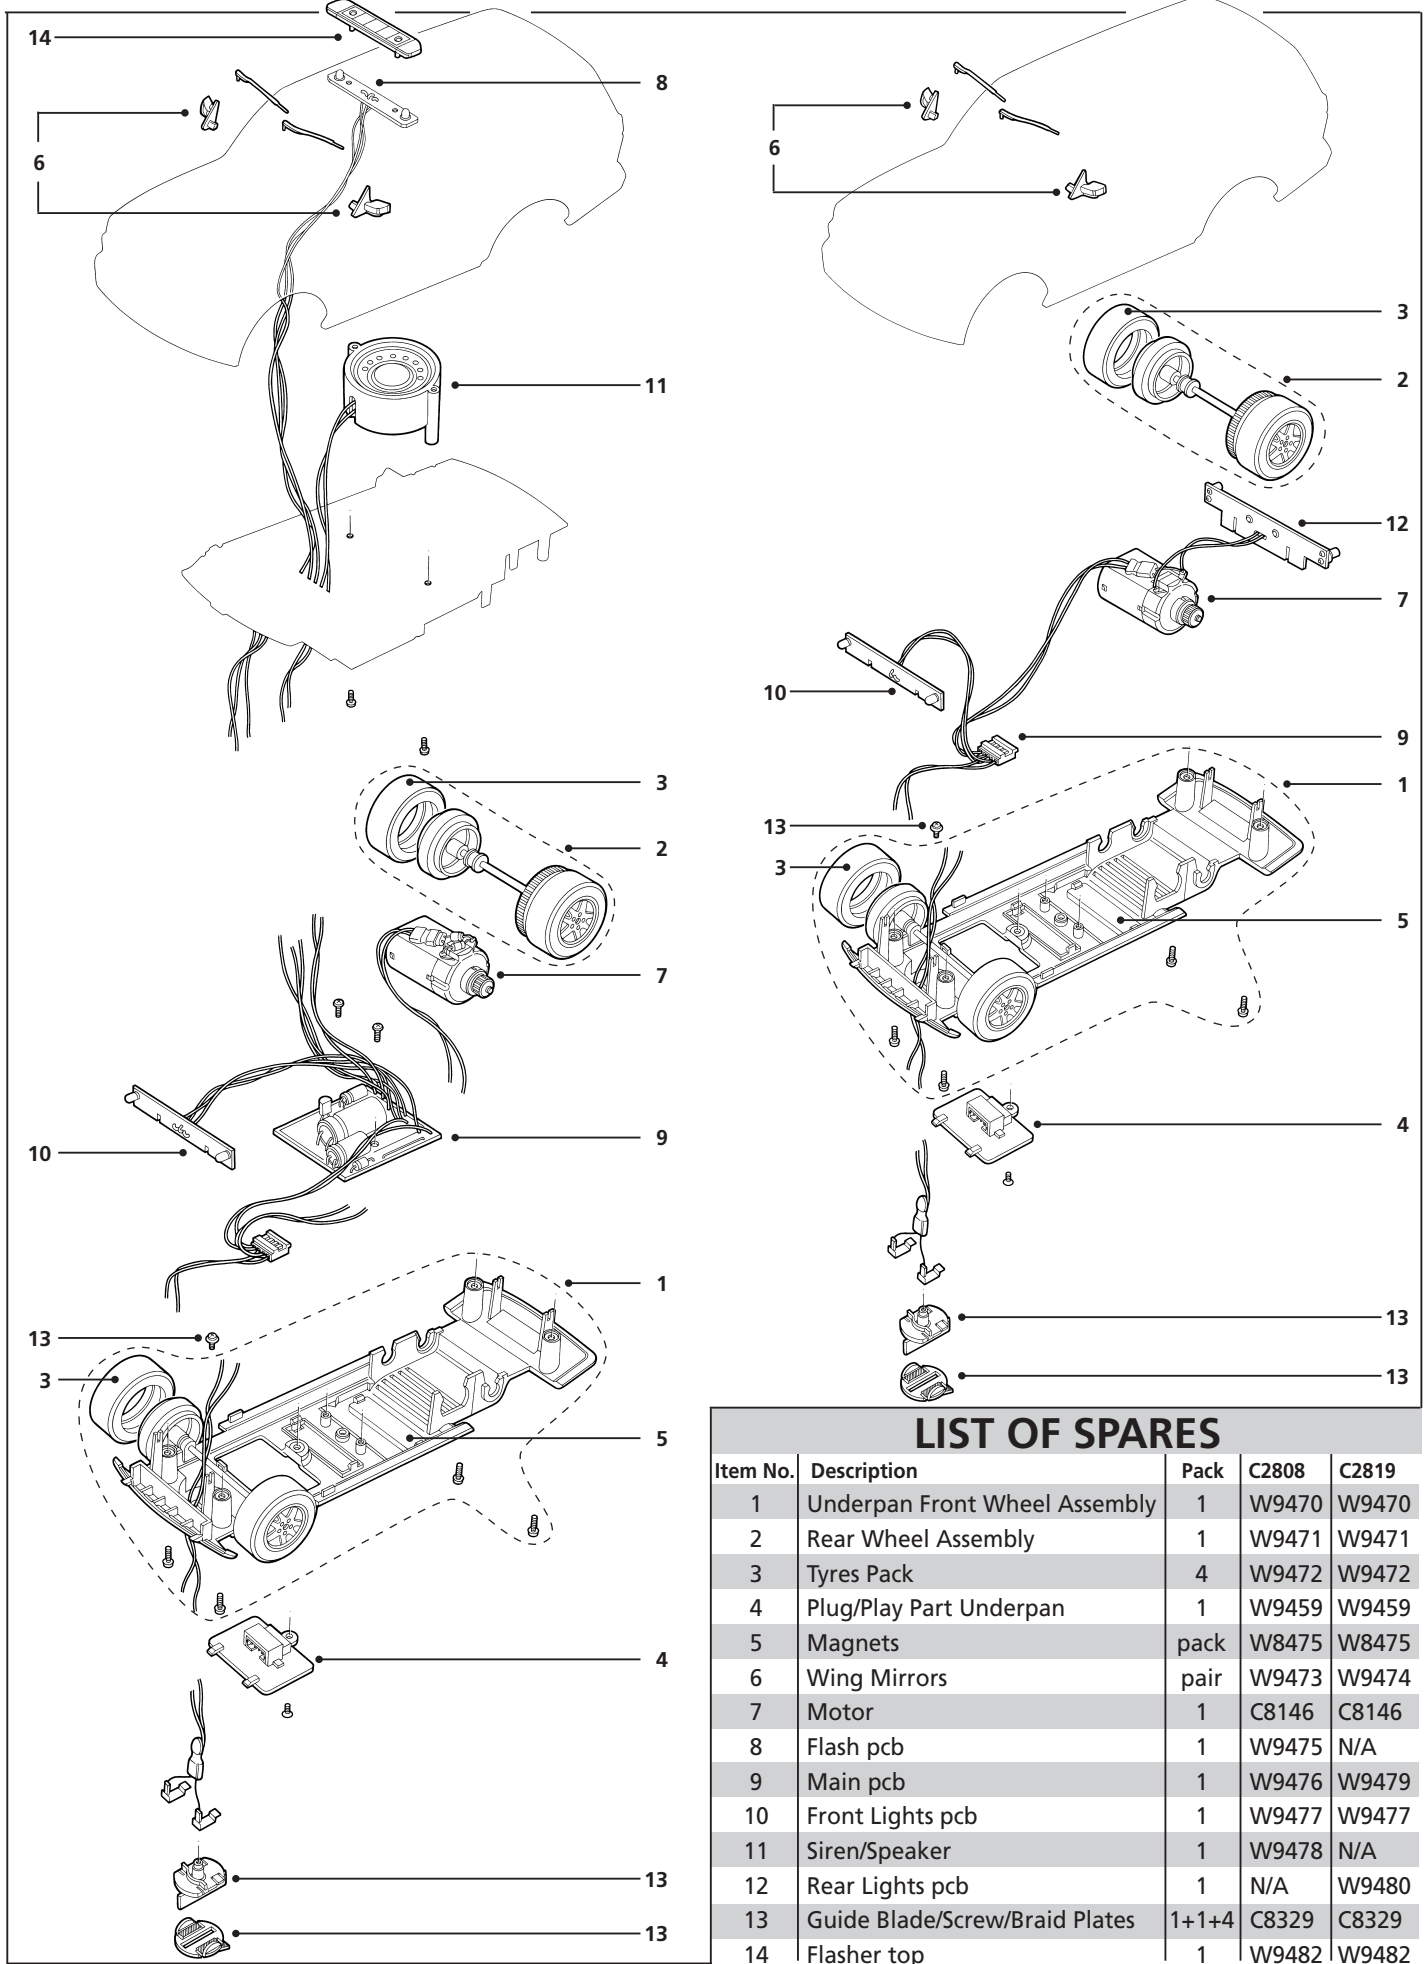 14
8
6
11
3
2
7
9
10
1
13
3
5
4
13
13
6
3
2
12
7
10
9
1
13
3
5
4
13
13
LIST OF SPARES
Item No. Description Pack C2808 C2819
1 Underpan Front Wheel Assembly 1 W9470 W9470
2 Rear Wheel Assembly 1 W9471 W9471
3 Tyres Pack 4 W9472 W9472
4 Plug/Play Part Underpan 1 W9459 W9459
5 Magnets pack W8475 W8475
6 Wing Mirrors pair W9473 W9474
7 Motor 1 C8146 C8146
8 Flash pcb 1 W9475 N/A
9 Main pcb 1 W9476 W9479
10 Front Lights pcb 1 W9477 W9477
11 Siren/Speaker 1 W9478 N/A
12 Rear Lights pcb 1 N/A W9480
13 Guide Blade/Screw/Braid Plates 1+1+4 C8329 C8329
14 Flasher top 1 W9482 W9482